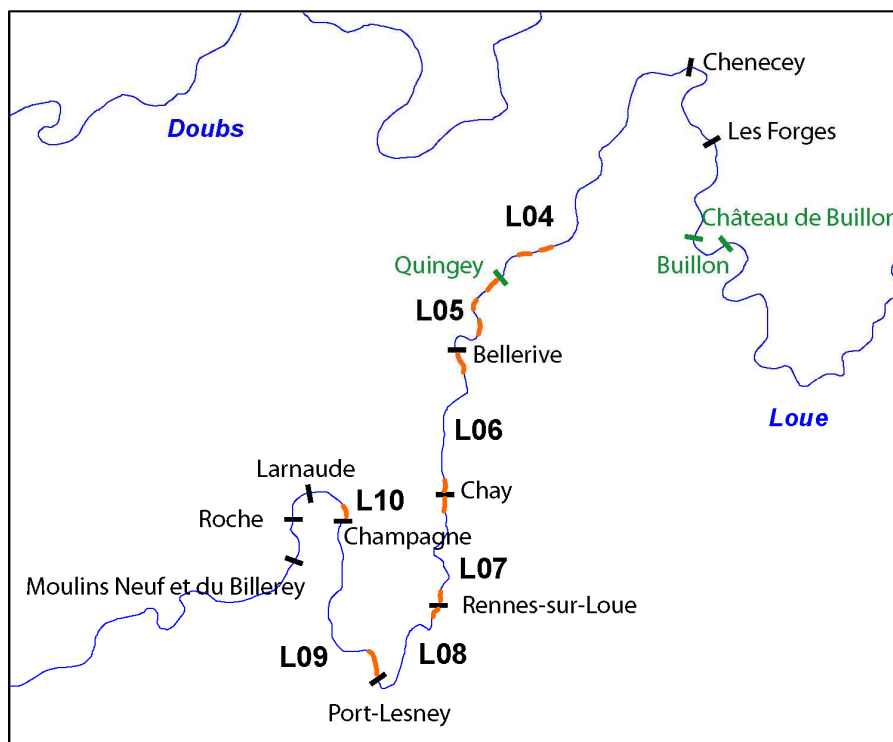 Chenecey
Doubs
Les Forges
L04
Château de Buillon
Quingey
Buillon
L05
Bellerive
Loue
L06
Larnaude
Chay
L10
Roche
Champagne
L07
Moulins Neuf et du Billerey
Rennes-sur-Loue
L09
L08
Port-Lesney